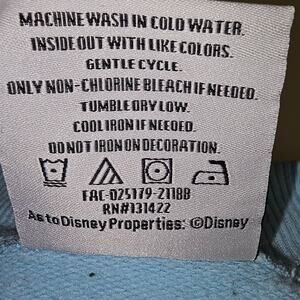 MACHINE WASH IN COLD WATER.
INSIDE OUT WITH LIKE COLORS.
GENTLE CYCLE.
ONLY NON-CHLORINE BLEACH IF NEEDED.
TUMBLE DRY LOW.
COOL IRON IF NEEDED.
DO NOT IRON ON DECORATION.
FAC-025179-21188
RN#131422
As to Disney Properties: ©Disney